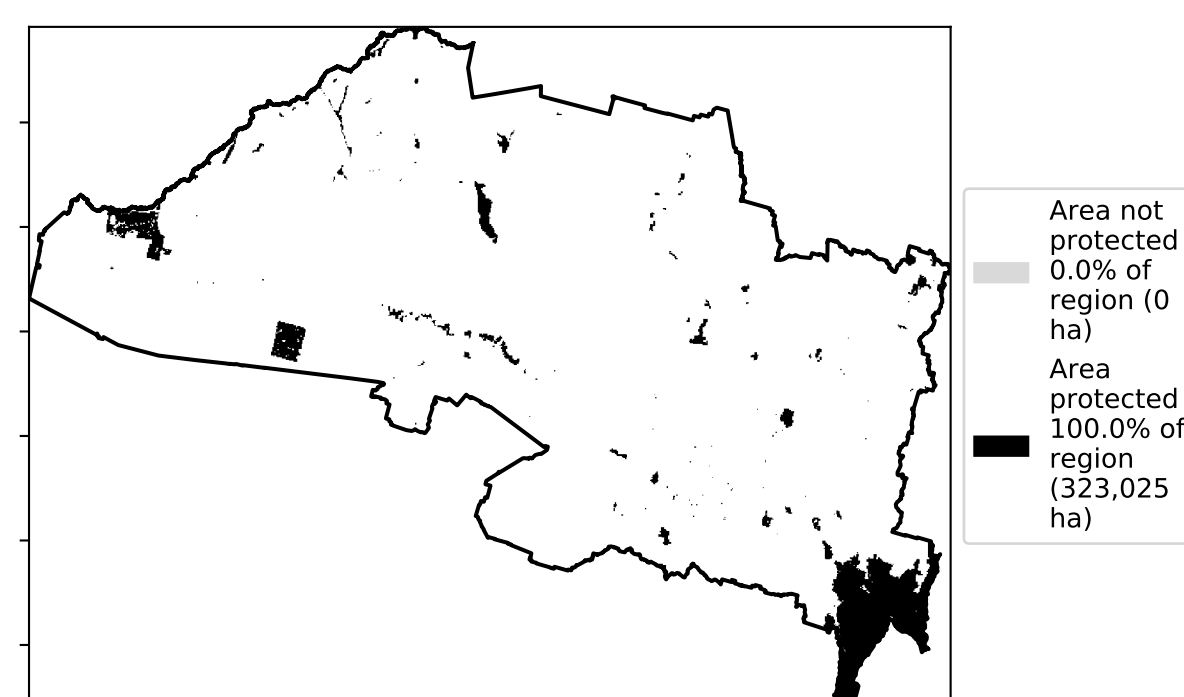 Area not
protected
0.0% of
region (0
ha)
Area
protected
100.0% of
region
(323,025
ha)